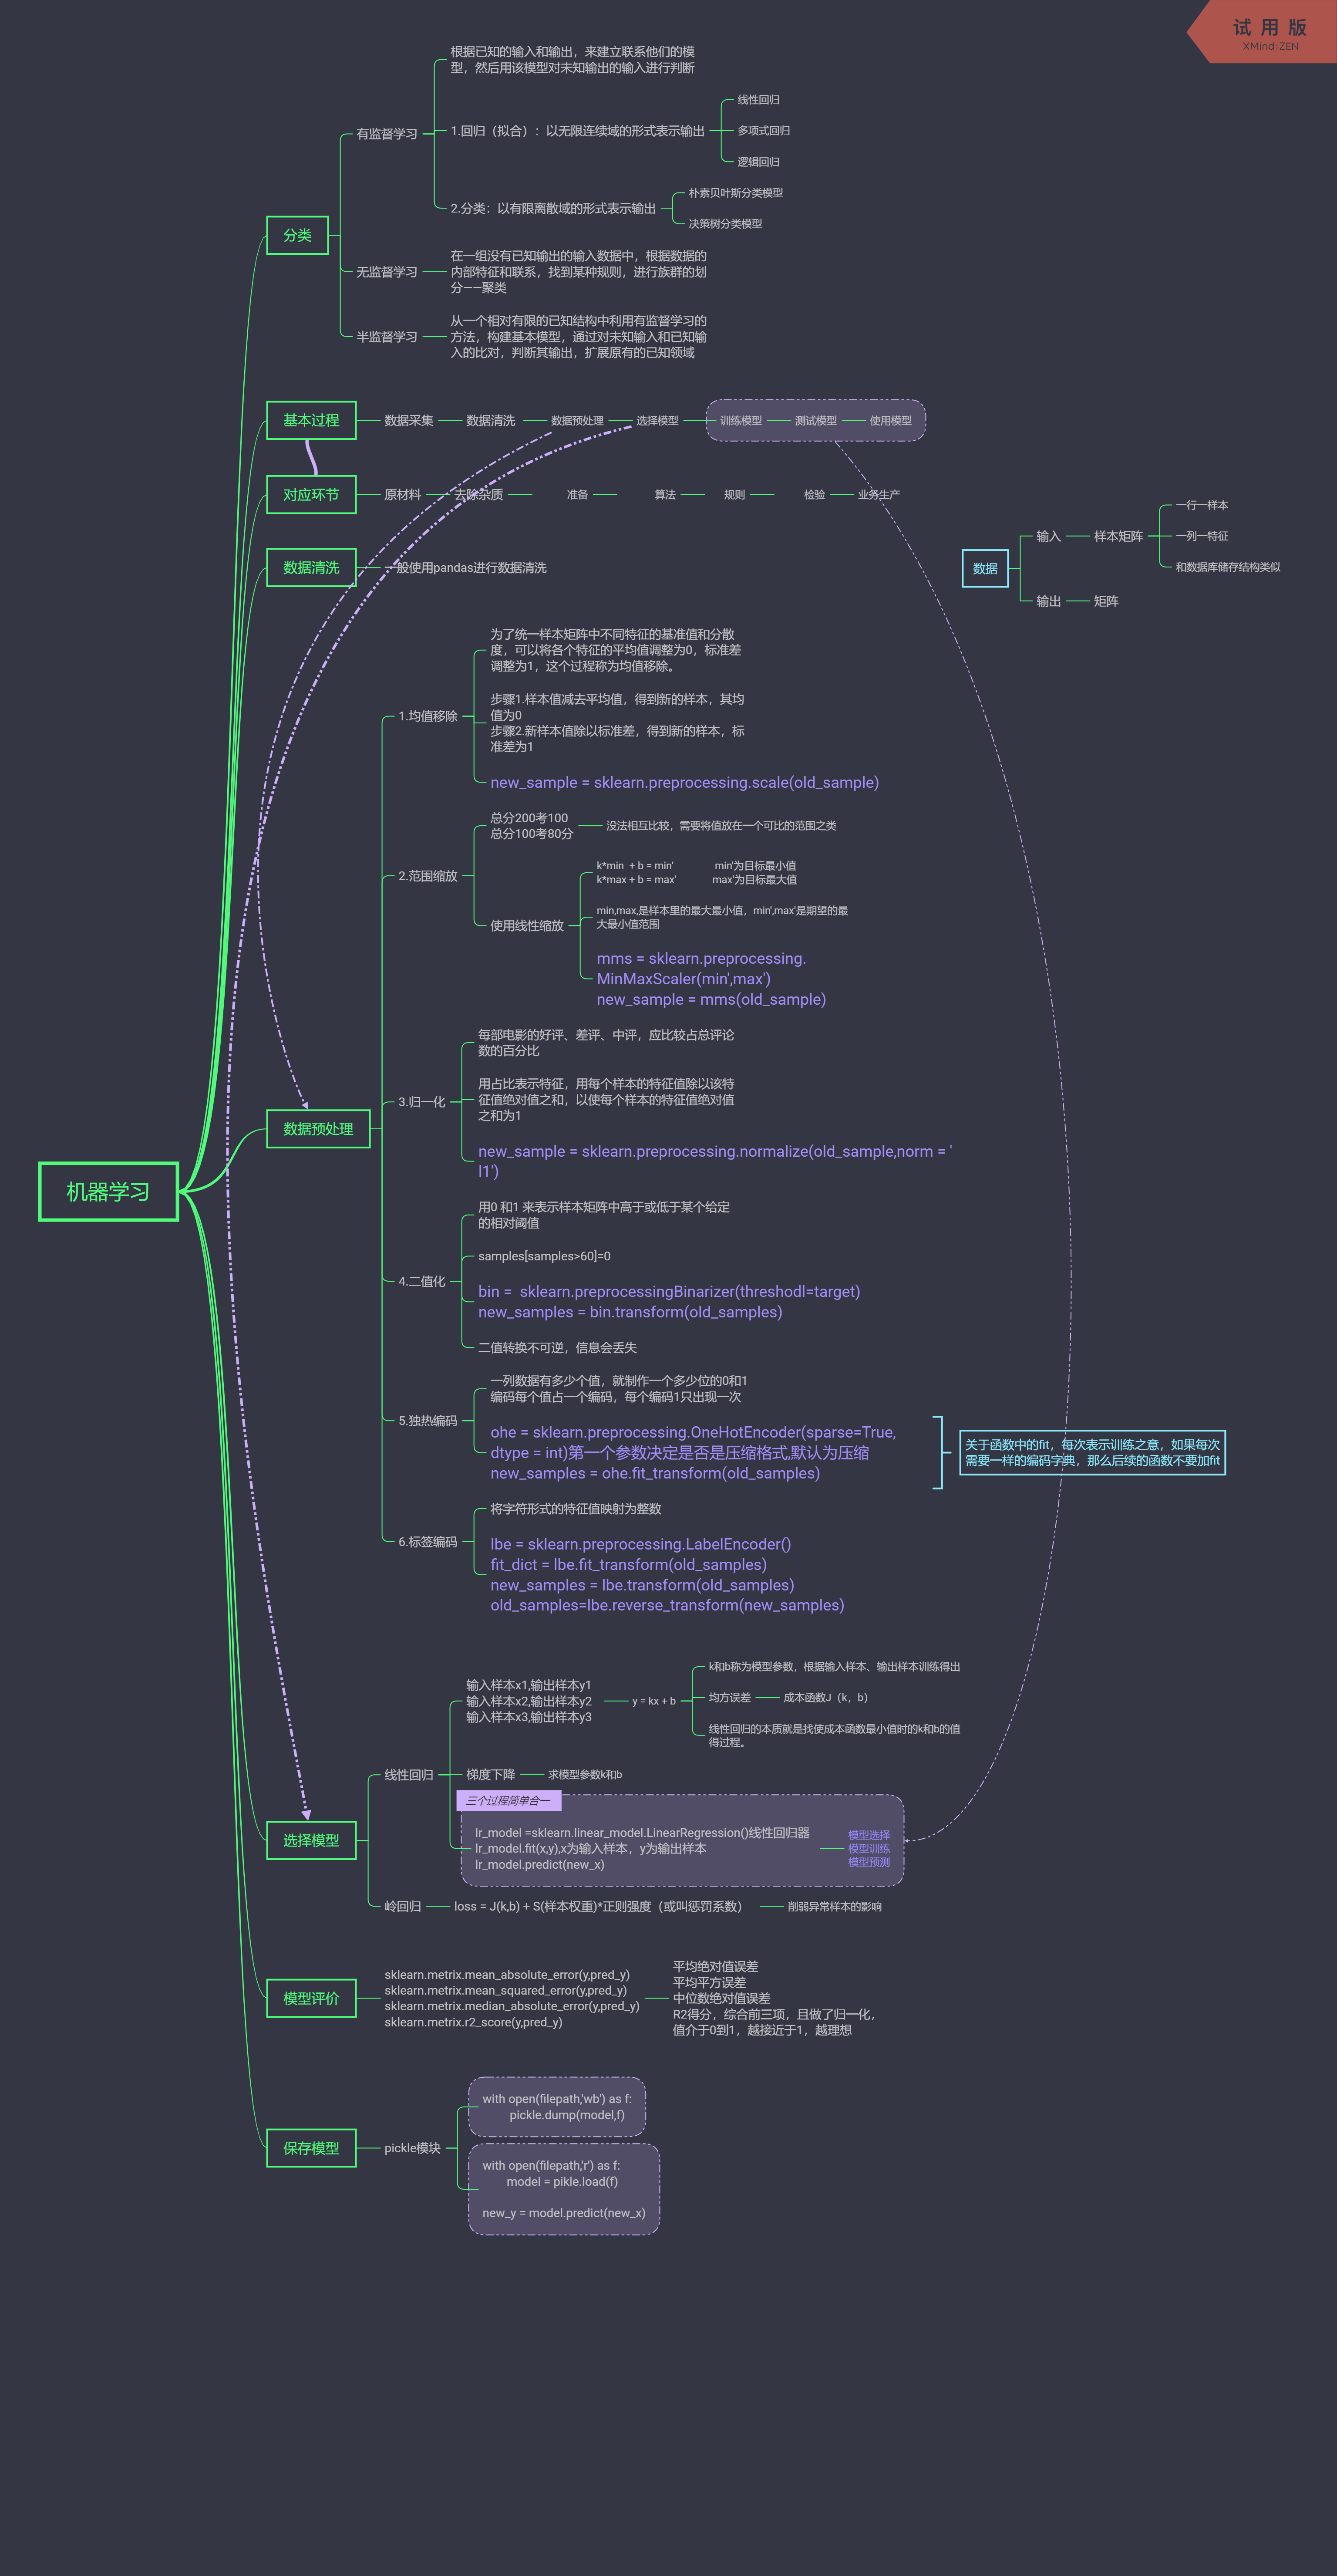 试用版
XMind:ZEN
机器学习
分类
有监督学习
根据已知的输入和输出，来建立联系他们的模
型，然后用该模型对未知输出的输入进行判断
1.回归（拟合）：以无限连续域的形式表示输出
线性回归
多项式回归
逻辑回归
2.分类：以有限离散域的形式表示输出
朴素贝叶斯分类模型
决策树分类模型
无监督学习
在一组没有已知输出的输入数据中，根据数据的
内部特征和联系，找到某种规则，进行族群的划
分——聚类
半监督学习
从一个相对有限的已知结构中利用有监督学习的
方法，构建基本模型，通过对未知输入和已知输
入的比对，判断其输出，扩展原有的已知领域
基本过程
数据采集
数据清洗
数据预处理
选择模型
训练模型
测试模型
使用模型
对应环节
原材料
去除杂质
准备
算法
规则
检验
业务生产
数据清洗
一般使用pandas进行数据清洗
数据
输入
样本矩阵
一行一样本
一列一特征
和数据库储存结构类似
输出
矩阵
数据预处理
1.均值移除
为了统一样本矩阵中不同特征的基准值和分散
度，可以将各个特征的平均值调整为0，标准差
调整为1，这个过程称为均值移除。
步骤1.样本值减去平均值，得到新的样本，其均
值为0
步骤2.新样本值除以标准差，得到新的样本，标
准差为1
new_sample = sklearn.preprocessing.scale(old_sample)
2.范围缩放
总分200考100
总分100考80分
没法相互比较，需要将值放在一个可比的范围之类
使用线性缩放
k*min + b = min' min'为目标最小值
k*max + b = max' max'为目标最大值
min,max,是样本里的最大最小值，min',max'是期望的最
大最小值范围
mms = sklearn.preprocessing.
MinMaxScaler(min',max')
new_sample = mms(old_sample)
3.归一化
每部电影的好评、差评、中评，应比较占总评论
数的百分比
用占比表示特征，用每个样本的特征值除以该特
征值绝对值之和，以使每个样本的特征值绝对值
之和为1
new_sample = sklearn.preprocessing.normalize(old_sample,norm = '
l1')
4.二值化
用0 和1 来表示样本矩阵中高于或低于某个给定
的相对阈值
samples[samples>60]=0
bin = sklearn.preprocessingBinarizer(threshodl=target)
new_samples = bin.transform(old_samples)
二值转换不可逆，信息会丢失
5.独热编码
一列数据有多少个值，就制作一个多少位的0和1
编码每个值占一个编码，每个编码1只出现一次
ohe = sklearn.preprocessing.OneHotEncoder(sparse=True,
dtype = int)第一个参数决定是否是压缩格式,默认为压缩
new_samples = ohe.fit_transform(old_samples)
关于函数中的fit，每次表示训练之意，如果每次
需要一样的编码字典，那么后续的函数不要加fit
6.标签编码
将字符形式的特征值映射为整数
lbe = sklearn.preprocessing.LabelEncoder()
fit_dict = lbe.fit_transform(old_samples)
new_samples = lbe.transform(old_samples)
old_samples=lbe.reverse_transform(new_samples)
选择模型
线性回归
输入样本x1,输出样本y1
输入样本x2,输出样本y2
输入样本x3,输出样本y3
y = kx + b
k和b称为模型参数，根据输入样本、输出样本训练得出
均方误差
成本函数J（k，b）
线性回归的本质就是找使成本函数最小值时的k和b的值
得过程。
梯度下降
求模型参数k和b
三个过程简单合一
lr_model =sklearn.linear_model.LinearRegression()线性回归器
lr_model.fit(x,y),x为输入样本，y为输出样本
lr_model.predict(new_x)
模型选择
模型训练
模型预测
岭回归
loss = J(k,b) + S(样本权重)*正则强度（或叫惩罚系数）
削弱异常样本的影响
模型评价
sklearn.metrix.mean_absolute_error(y,pred_y)
sklearn.metrix.mean_squared_error(y,pred_y)
sklearn.metrix.median_absolute_error(y,pred_y)
sklearn.metrix.r2_score(y,pred_y)
平均绝对值误差
平均平方误差
中位数绝对值误差
R2得分，综合前三项，且做了归一化，
值介于0到1，越接近于1，越理想
保存模型
pickle模块
with open(filepath,'wb') as f:
pickle.dump(model,f)
with open(filepath,'r') as f:
model = pikle.load(f)
new_y = model.predict(new_x)